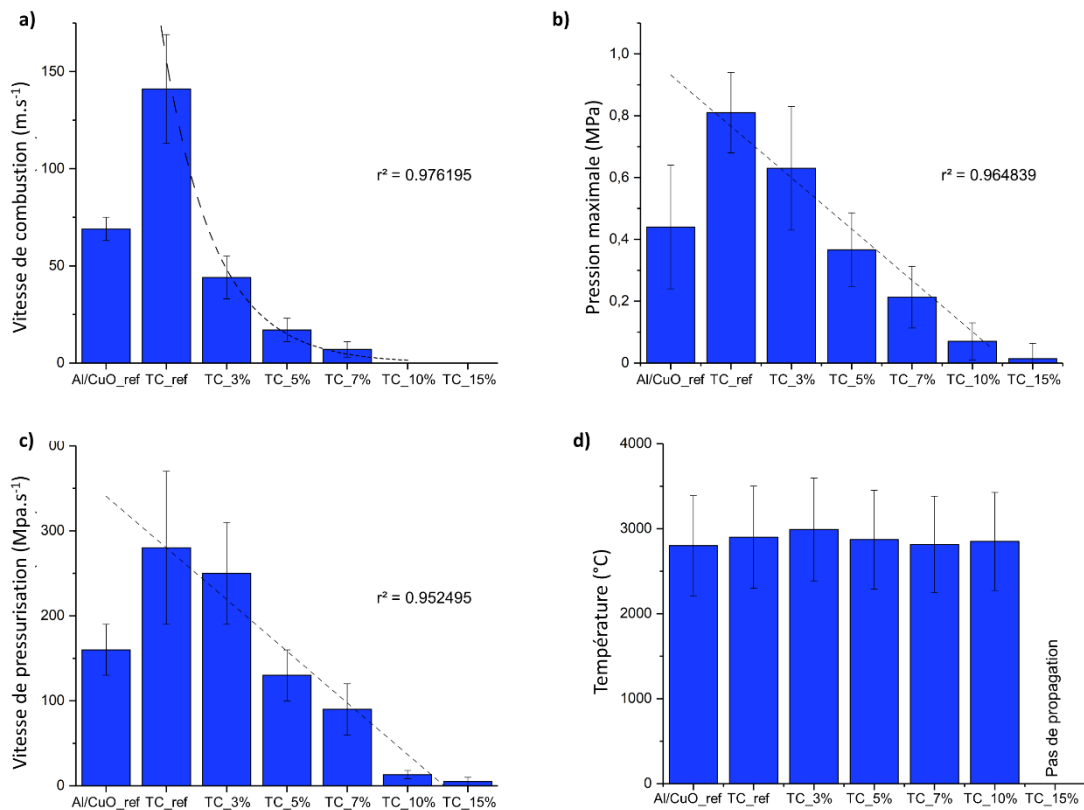 a)
Vitesse de combustion (m.s⁻¹)
150
100
50
0
r² = 0.976195
Al/CuO_ref TC_ref TC_3% TC_5% TC_7% TC_10% TC_15%
b)
Pression maximale (MPa)
1,0
0,8
0,6
0,4
0,2
0
r² = 0.964839
Al/CuO_ref TC_ref TC_3% TC_5% TC_7% TC_10% TC_15%
c)
Vitesse de pressurisation (Mpa.s⁻¹)
00
300
200
100
0
r² = 0.952495
Al/CuO_ref TC_ref TC_3% TC_5% TC_7% TC_10% TC_15%
d)
Température (°C)
4000
3000
2000
1000
0
Pas de propagation
Al/CuO_ref TC_ref TC_3% TC_5% TC_7% TC_10% TC_15%